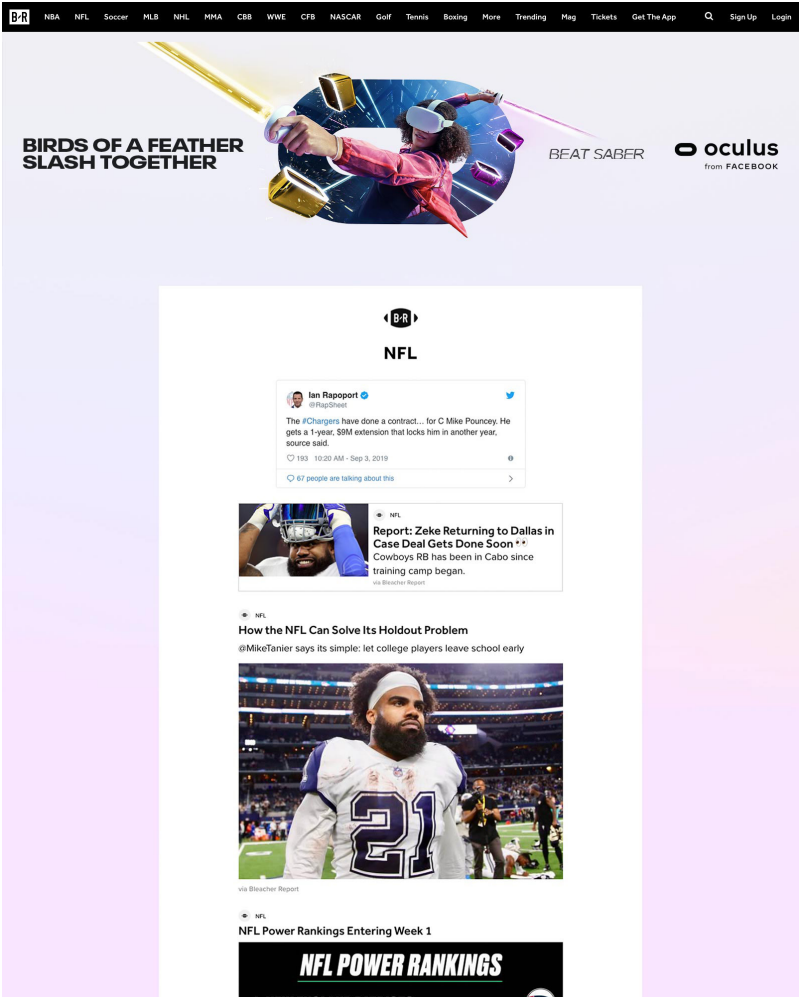 B/R NBA NFL Soccer MLB NHL MMA CBB WWE CFB NASCAR Golf Tennis Boxing More Trending Mag Tickets Get The App Sign Up Login
BIRDS OF A FEATHER
SLASH TOGETHER
BEAT SABER
oculus
from FACEBOOK
B/R
NFL
Ian Rapoport
@RapSheet
The #Chargers have done a contract… for C Mike Pouncey. He
gets a 1-year, $9M extension that locks him in another year,
source said.
193 10:20 AM - Sep 3, 2019
67 people are talking about this
NFL
Report: Zeke Returning to Dallas in
Case Deal Gets Done Soon 👀
Cowboys RB has been in Cabo since
training camp began.
via Bleacher Report
NFL
How the NFL Can Solve Its Holdout Problem
@MikeTanier says its simple: let college players leave school early
21
via Bleacher Report
NFL
NFL Power Rankings Entering Week 1
NFL POWER RANKINGS